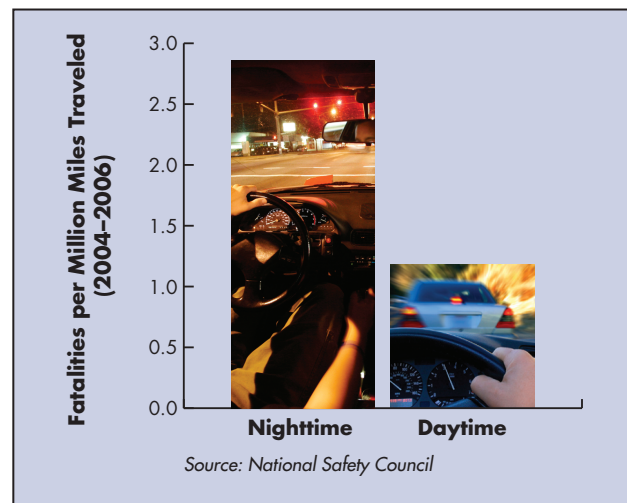 Fatalities per Million Miles Traveled
(2004–2006)
3.0
2.5
2.0
1.5
1.0
0.5
0.0
Nighttime
Daytime
Source: National Safety Council